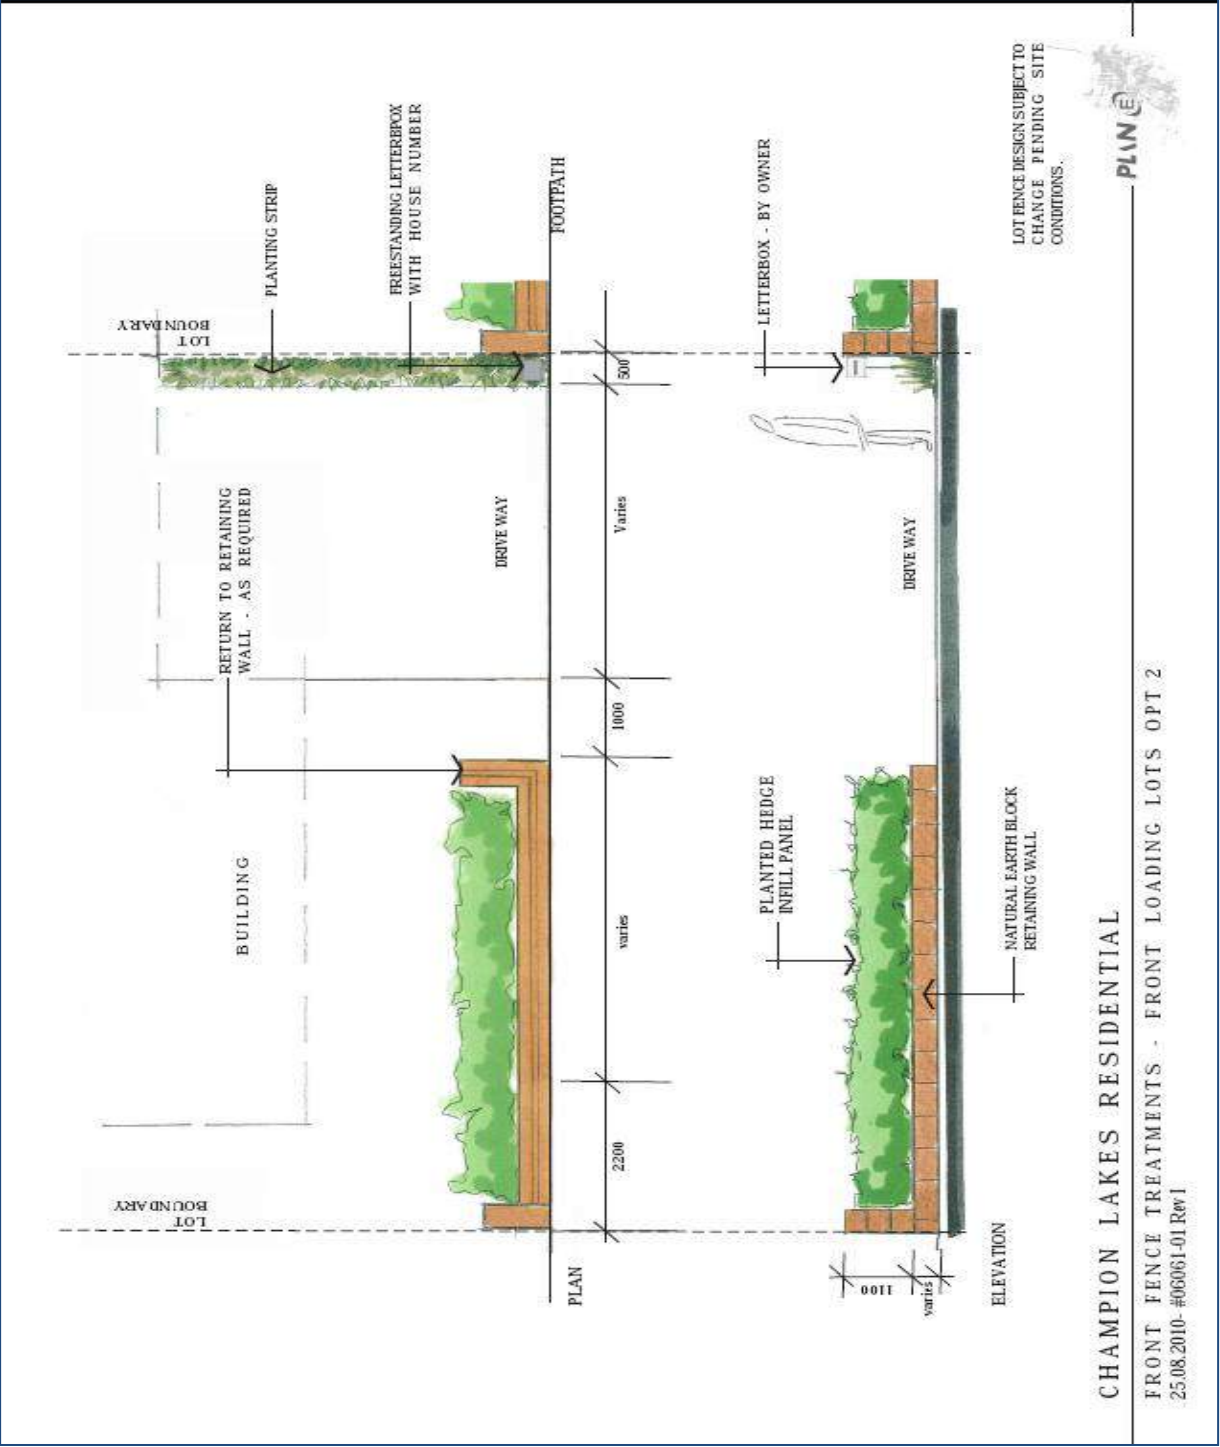 LOT
BOUNDARY
BUILDING
RETURN TO RETAINING
WALL - AS REQUIRED
LOT
BOUNDARY
PLANTING STRIP
FREESTANDING LETTERBPOX
WITH HOUSE NUMBER
DRIVE WAY
FOOTPATH
PLAN
2200
varies
1000
Varies
500
PLANTED HEDGE
INFILL PANEL
LETTERBOX - BY OWNER
DRIVE WAY
1100
varies
ELEVATION
NATURAL EARTH BLOCK
RETAINING WALL
LOT FENCE DESIGN SUBJECT TO
CHANGE PENDING SITE
CONDITIONS.
CHAMPION LAKES RESIDENTIAL
PLAN E
FRONT FENCE TREATMENTS - FRONT LOADING LOTS OPT 2
25.08.2010- #06061-01 Rev1